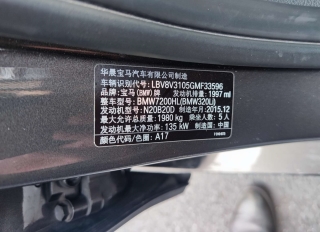 华晨宝马汽车有限公司制造
车辆识别代号: LBV8V3105GMF33596
品牌: 宝马(BMW)牌 发动机排量: 1997 ml
整车型号: BMW7200HL(BMW320Li)
发动机型号: N20B20D 制造年月: 2015.12
最大允许总质量: 1980 kg 乘坐人数: 5 人
发动机最大净功率: 135 kW 制造国: 中国
颜色代码/色圈: A17